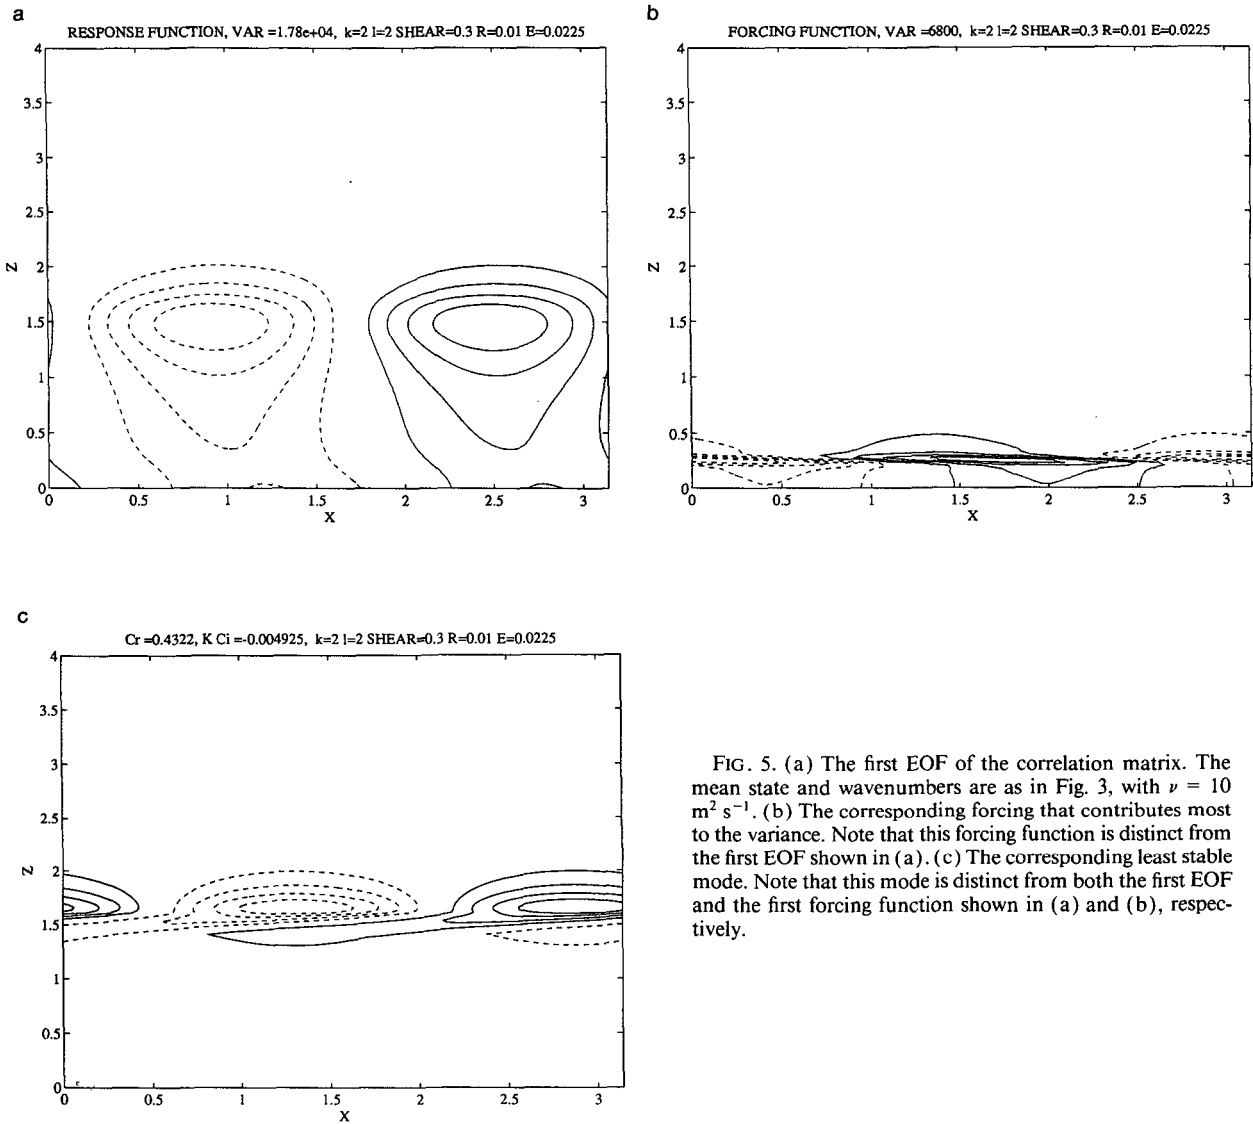 a
RESPONSE FUNCTION, VAR =1.78e+04, k=2 l=2 SHEAR=0.3 R=0.01 E=0.0225
4
3.5
3
2.5
2
1.5
1
0.5
0
Z
0 0.5 1 1.5 2 2.5 3
X
b
FORCING FUNCTION, VAR =6800, k=2 l=2 SHEAR=0.3 R=0.01 E=0.0225
4
3.5
3
2.5
2
1.5
1
0.5
0
Z
0 0.5 1 1.5 2 2.5 3
X
c
Cr =0.4322, K Ci =-0.004925, k=2 l=2 SHEAR=0.3 R=0.01 E=0.0225
4
3.5
3
2.5
2
1.5
1
0.5
0
Z
0 0.5 1 1.5 2 2.5 3
X
FIG. 5. (a) The first EOF of the correlation matrix. The
mean state and wavenumbers are as in Fig. 3, with ν = 10
m² s⁻¹. (b) The corresponding forcing that contributes most
to the variance. Note that this forcing function is distinct from
the first EOF shown in (a). (c) The corresponding least stable
mode. Note that this mode is distinct from both the first EOF
and the first forcing function shown in (a) and (b), respec-
tively.